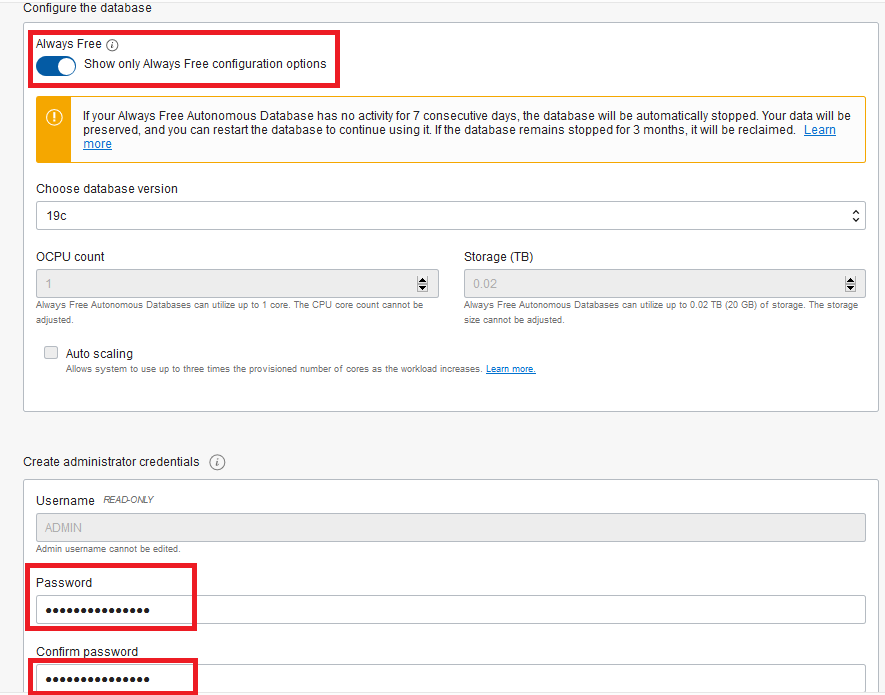 Configure the database
Always Free
Show only Always Free configuration options
If your Always Free Autonomous Database has no activity for 7 consecutive days, the database will be automatically stopped. Your data will be
preserved, and you can restart the database to continue using it. If the database remains stopped for 3 months, it will be reclaimed. Learn
more
Choose database version
19c
OCPU count
1
Always Free Autonomous Databases can utilize up to 1 core. The CPU core count cannot be
adjusted.
Storage (TB)
0.02
Always Free Autonomous Databases can utilize up to 0.02 TB (20 GB) of storage. The storage
size cannot be adjusted.
Auto scaling
Allows system to use up to three times the provisioned number of cores as the workload increases. Learn more.
Create administrator credentials
Username READ-ONLY
ADMIN
Admin username cannot be edited.
Password
•••••••••••••••
Confirm password
•••••••••••••••